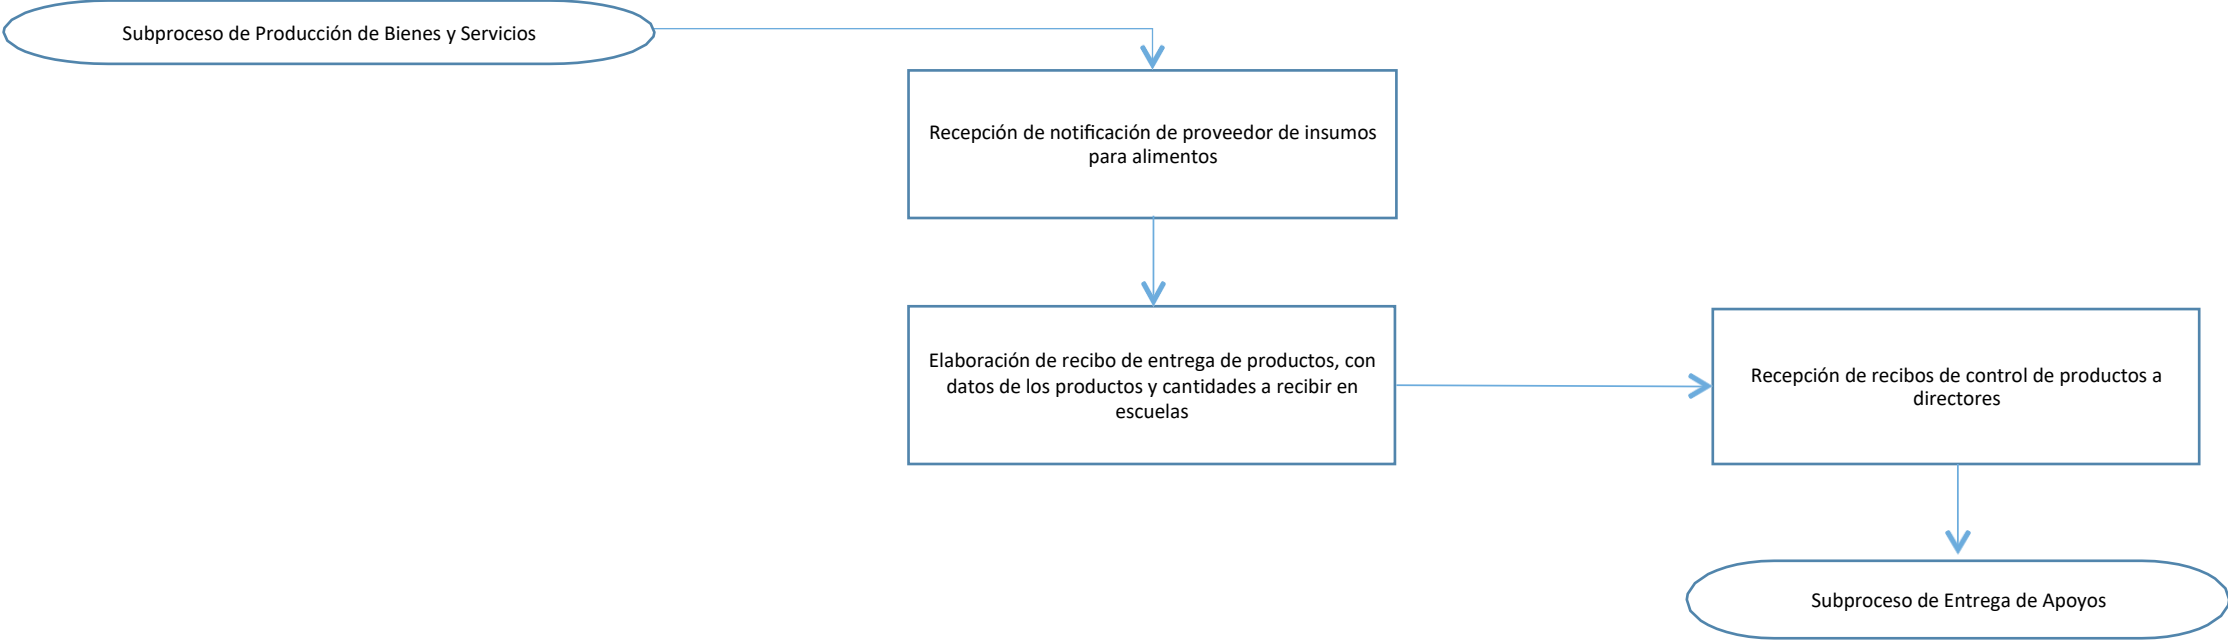 Subproceso de Producción de Bienes y Servicios
Recepción de notificación de proveedor de insumos
para alimentos
Elaboración de recibo de entrega de productos, con
datos de los productos y cantidades a recibir en
escuelas
Recepción de recibos de control de productos a
directores
Subproceso de Entrega de Apoyos